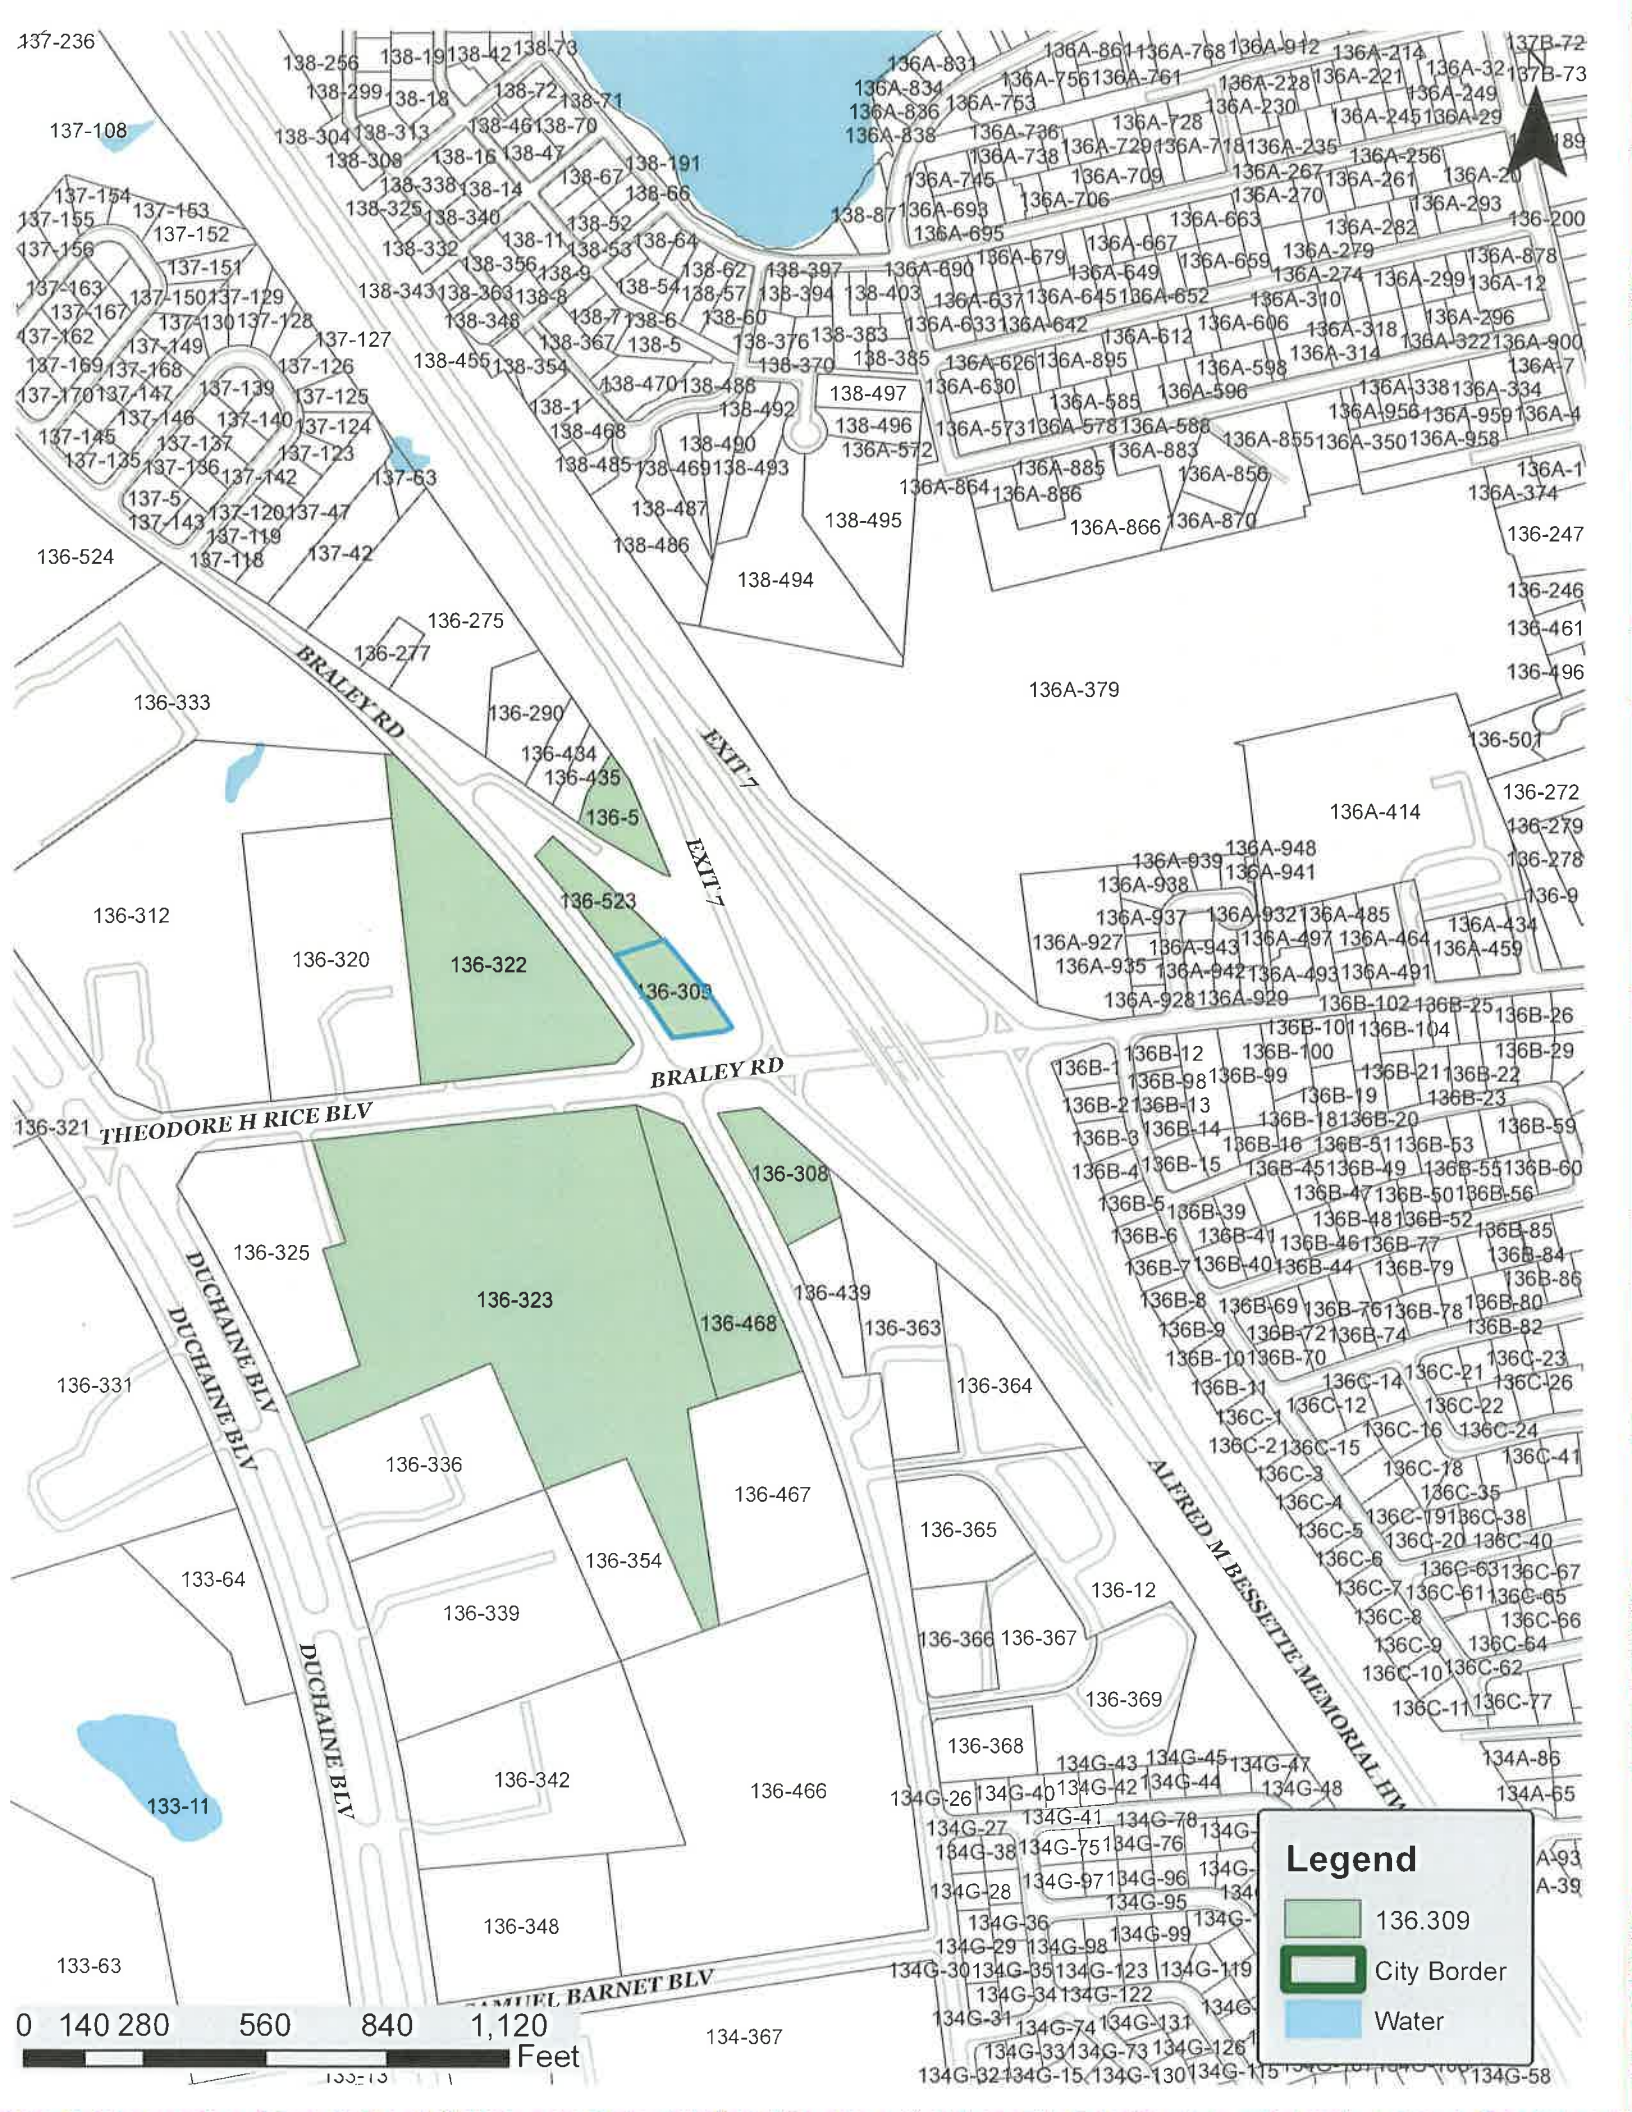 137-236
138-256
138-19
138-42
138-73
136A-831
136A-861
136A-768
136A-912
136A-214
137B-72
138-299
138-18
138-72
138-71
136A-834
136A-756
136A-761
136A-228
136A-221
136A-32
137B-73
136A-836
136A-753
136A-230
136A-249
137-108
138-304
138-313
138-46
138-70
136A-838
136A-736
136A-728
136A-245
136A-29
138-308
138-16
138-47
138-191
136A-738
136A-729
136A-718
136A-235
136A-256
189
138-338
138-14
138-67
138-66
136A-745
136A-709
136A-267
136A-261
137-154
138-325
138-340
138-52
138-87
136A-693
136A-706
136A-270
136A-293
137-155
137-153
137-152
138-332
138-11
138-53
138-64
136A-695
136A-663
136A-282
136-200
137-156
137-151
138-356
138-9
138-62
138-397
136A-690
136A-679
136A-667
136A-659
136A-279
136A-878
137-163
137-150
137-129
138-343
138-363
138-8
138-54
138-57
138-394
138-403
136A-637
136A-645
136A-649
136A-652
136A-274
136A-299
136A-12
137-167
137-130
137-128
138-348
138-7
138-6
138-60
136A-633
136A-642
136A-310
136A-296
137-162
137-149
137-127
138-367
138-5
138-376
138-383
136A-612
136A-606
136A-318
136A-322
136A-900
137-169
137-168
137-126
138-455
138-354
138-370
138-385
136A-626
136A-895
136A-598
136A-314
136A-7
137-170
137-147
137-139
137-125
138-470
138-488
138-497
136A-630
136A-596
136A-338
136A-334
137-146
137-140
137-124
138-1
138-492
136A-585
136A-956
136A-959
136A-4
137-145
137-137
137-123
138-468
138-490
138-496
136A-573
136A-578
136A-588
136A-855
136A-350
136A-958
137-135
137-136
137-142
137-63
138-485
138-469
138-493
136A-572
136A-883
136A-885
136A-856
136A-1
137-5
137-143
137-120
137-47
138-487
136A-864
136A-886
136A-374
137-119
138-495
136A-866
136A-870
136-247
136-524
137-118
137-42
138-486
138-494
136-246
136-275
136-461
136-277
136-496
BRALEY RD
136-333
136A-379
136-290
136-434
136-435
EXIT 7
136-501
136-5
136A-414
136-272
136-279
EXIT 7
136A-948
136A-939
136A-941
136-278
136A-938
136-9
136-312
136-523
136A-937
136A-932
136A-485
136A-434
136-320
136-322
136A-927
136A-943
136A-497
136A-464
136A-459
136A-935
136A-942
136A-493
136A-491
136-309
136A-928
136A-929
136B-102
136B-25
136B-26
136B-101
136B-104
BRALEY RD
136B-1
136B-12
136B-100
136B-29
136B-98
136B-99
136B-21
136B-22
136-321
THEODORE H RICE BLV
136B-2
136B-13
136B-19
136B-23
136B-3
136B-14
136B-18
136B-20
136B-59
136-308
136B-4
136B-15
136B-16
136B-51
136B-53
136B-45
136B-49
136B-55
136B-60
136B-5
136B-39
136B-47
136B-50
136B-56
136-325
136B-6
136B-41
136B-48
136B-52
136B-85
DUCHAINE BLV
136B-7
136B-40
136B-46
136B-77
136B-84
136-323
136-439
136B-44
136B-79
136B-86
DUCHAINE BLV
136-468
136-363
136B-8
136B-69
136B-76
136B-78
136B-80
136B-9
136B-72
136B-74
136B-82
136-331
136-364
136B-10
136B-70
136C-21
136C-23
136B-11
136C-14
136C-26
136C-1
136C-12
136C-22
136-336
136C-2
136C-15
136C-16
136C-24
136-467
136C-3
136C-18
136C-41
136-365
136C-4
136C-35
136-354
136C-5
136C-19
136C-38
133-64
136C-6
136C-20
136C-40
136-339
136-12
136C-7
136C-63
136C-67
136C-61
136C-65
136-366
136-367
136C-8
136C-66
DUCHAINE BLV
136C-9
136C-64
136-369
136C-10
136C-62
136C-11
136C-77
ALFRED M BESSETTE MEMORIAL HW
136-368
134G-43
134G-45
134G-47
134A-86
133-11
136-342
136-466
134G-26
134G-40
134G-42
134G-44
134G-48
134A-65
134G-27
134G-41
134G-78
134G-
134G-38
134G-75
134G-76
134G-28
134G-97
134G-96
134G-
A-93
A-39
136-348
134G-36
134G-95
134
134G-29
134G-98
134G-99
134G-
133-63
134G-30
134G-35
134G-123
134G-119
SAMUEL BARNET BLV
134G-34
134G-122
134G-
134-367
134G-31
134G-74
134G-131
134G-33
134G-73
134G-126
134G-32
134G-15
134G-130
134G-115
134G-58
Legend
136.309
City Border
Water
0 140 280 560 840 1,120
Feet